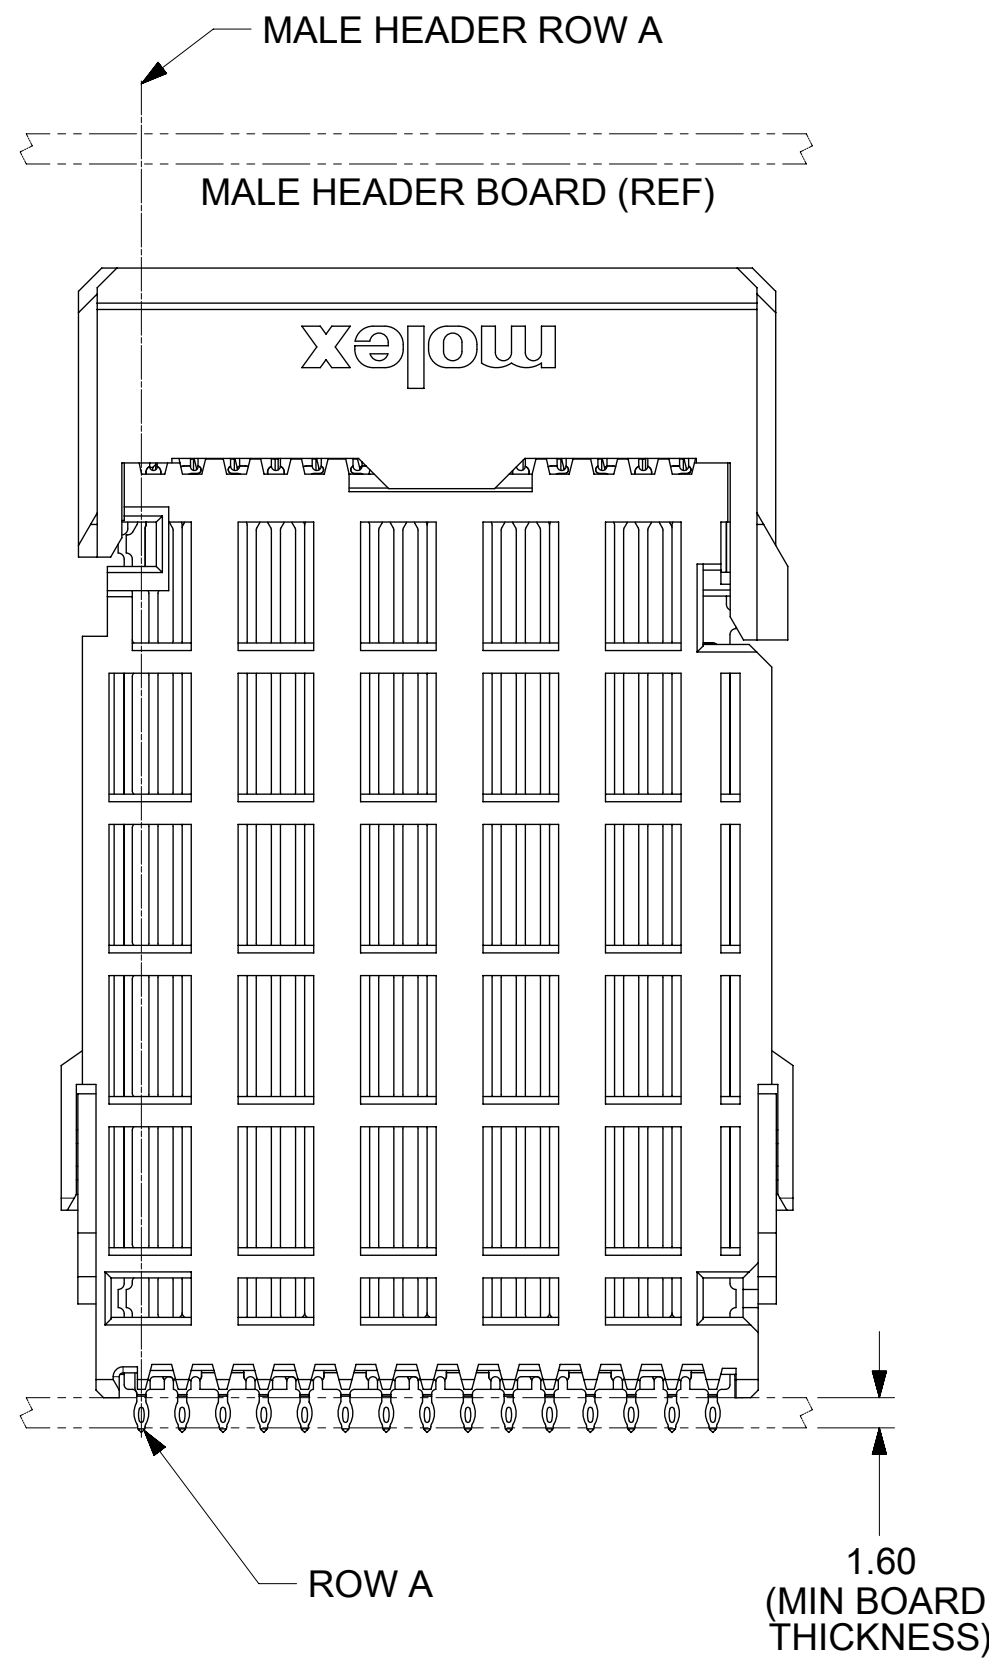 MALE HEADER ROW A
MALE HEADER BOARD (REF)
molex
ROW A
1.60
(MIN BOARD
THICKNESS)